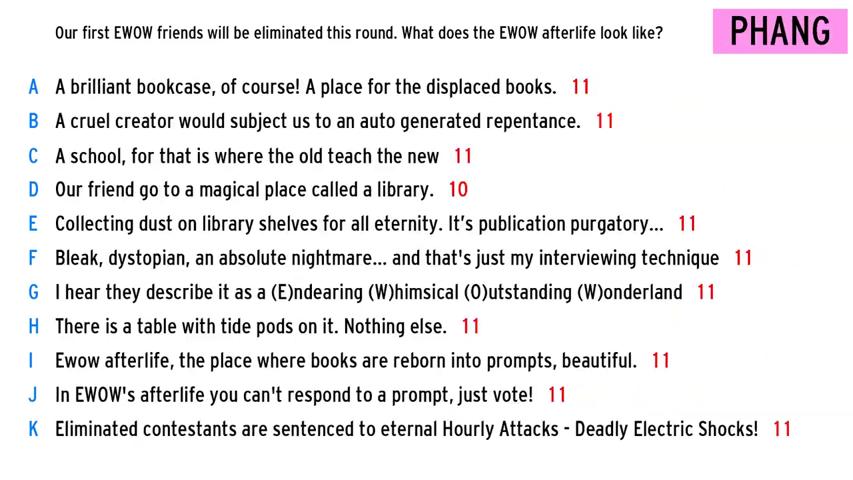 Our first EWOW friends will be eliminated this round. What does the EWOW afterlife look like?
PHANG
A A brilliant bookcase, of course! A place for the displaced books. 11
B A cruel creator would subject us to an auto generated repentance. 11
C A school, for that is where the old teach the new 11
D Our friend go to a magical place called a library. 10
E Collecting dust on library shelves for all eternity. It's publication purgatory... 11
F Bleak, dystopian, an absolute nightmare... and that's just my interviewing technique 11
G I hear they describe it as a (E)ndearing (W)himsical (O)utstanding (W)onderland 11
H There is a table with tide pods on it. Nothing else. 11
I Ewow afterlife, the place where books are reborn into prompts, beautiful. 11
J In EWOW's afterlife you can't respond to a prompt, just vote! 11
K Eliminated contestants are sentenced to eternal Hourly Attacks - Deadly Electric Shocks! 11